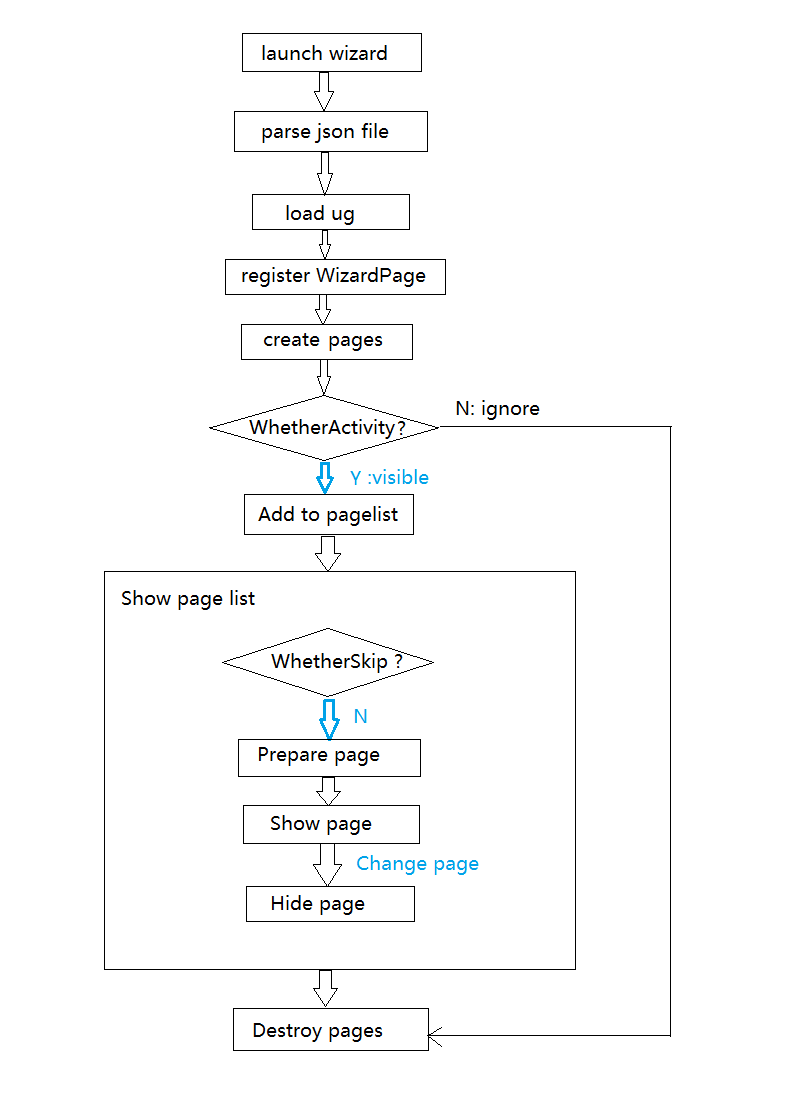 launch wizard
parse json file
load ug
register WizardPage
create pages
WhetherActivity?
N: ignore
Y :visible
Add to pagelist
Show page list
WhetherSkip ?
N
Prepare page
Show page
Change page
Hide page
Destroy pages